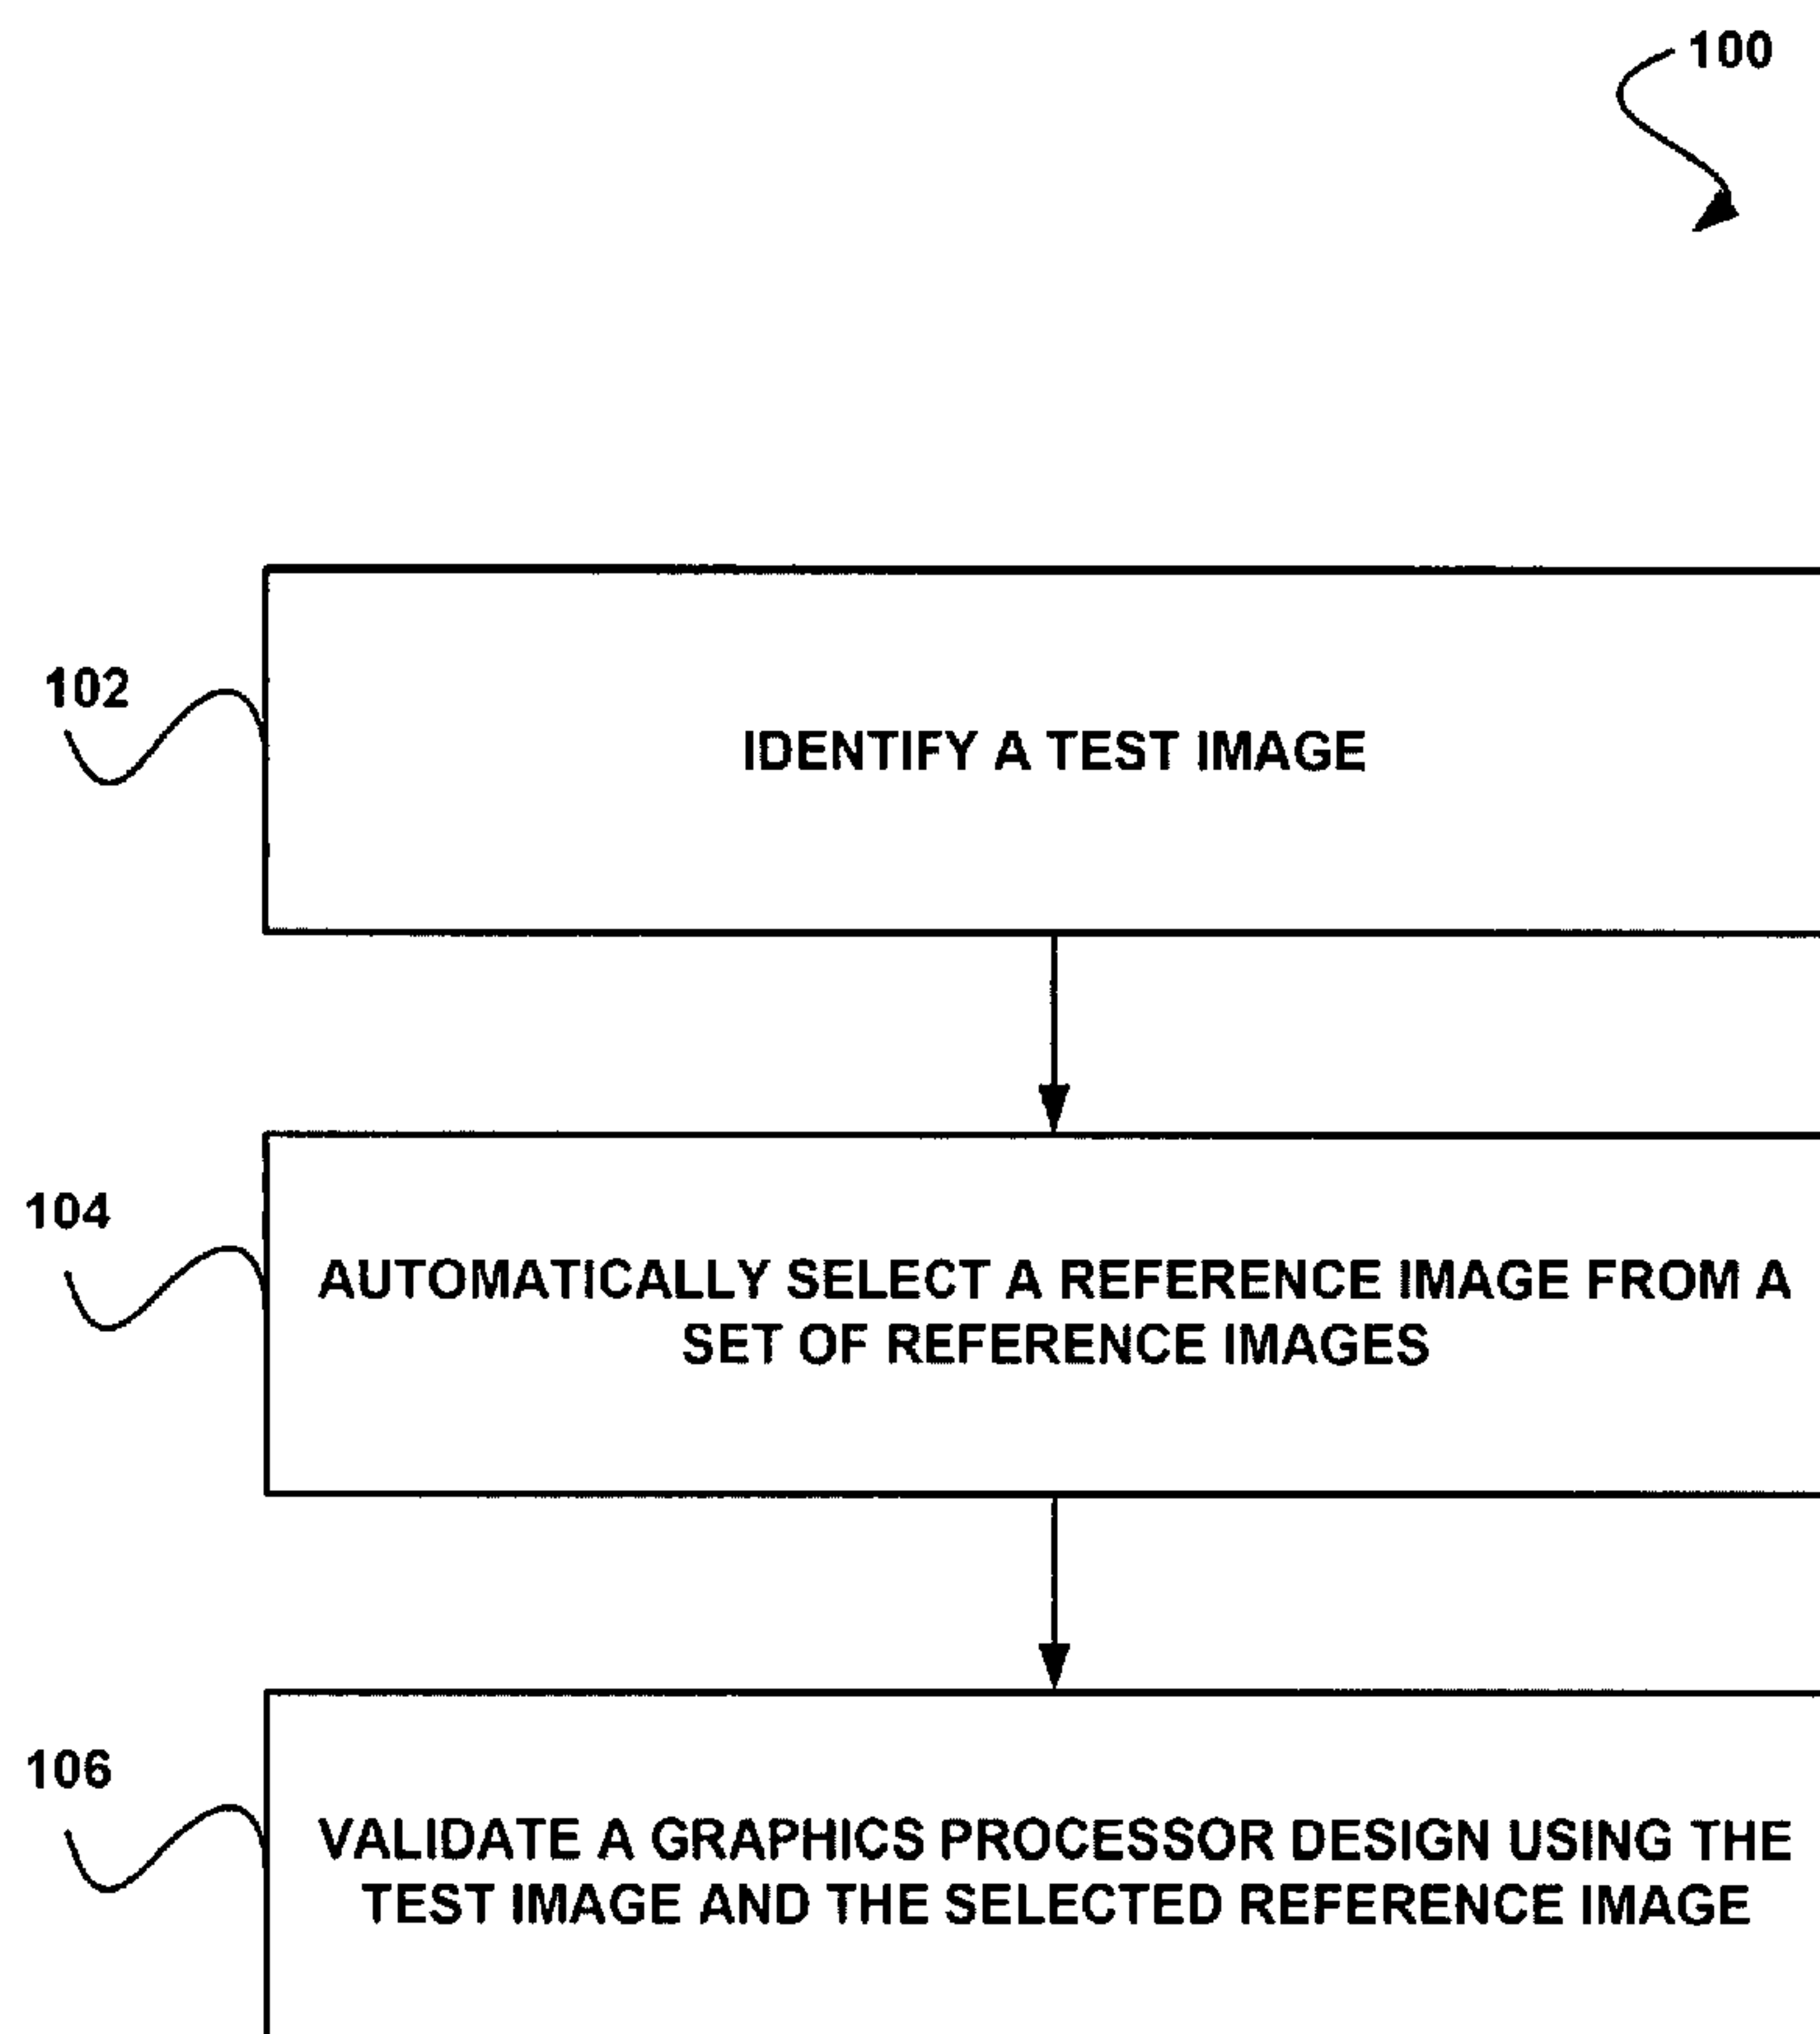 100
102
IDENTIFY A TEST IMAGE
104
AUTOMATICALLY SELECT A REFERENCE IMAGE FROM A
SET OF REFERENCE IMAGES
106
VALIDATE A GRAPHICS PROCESSOR DESIGN USING THE
TEST IMAGE AND THE SELECTED REFERENCE IMAGE